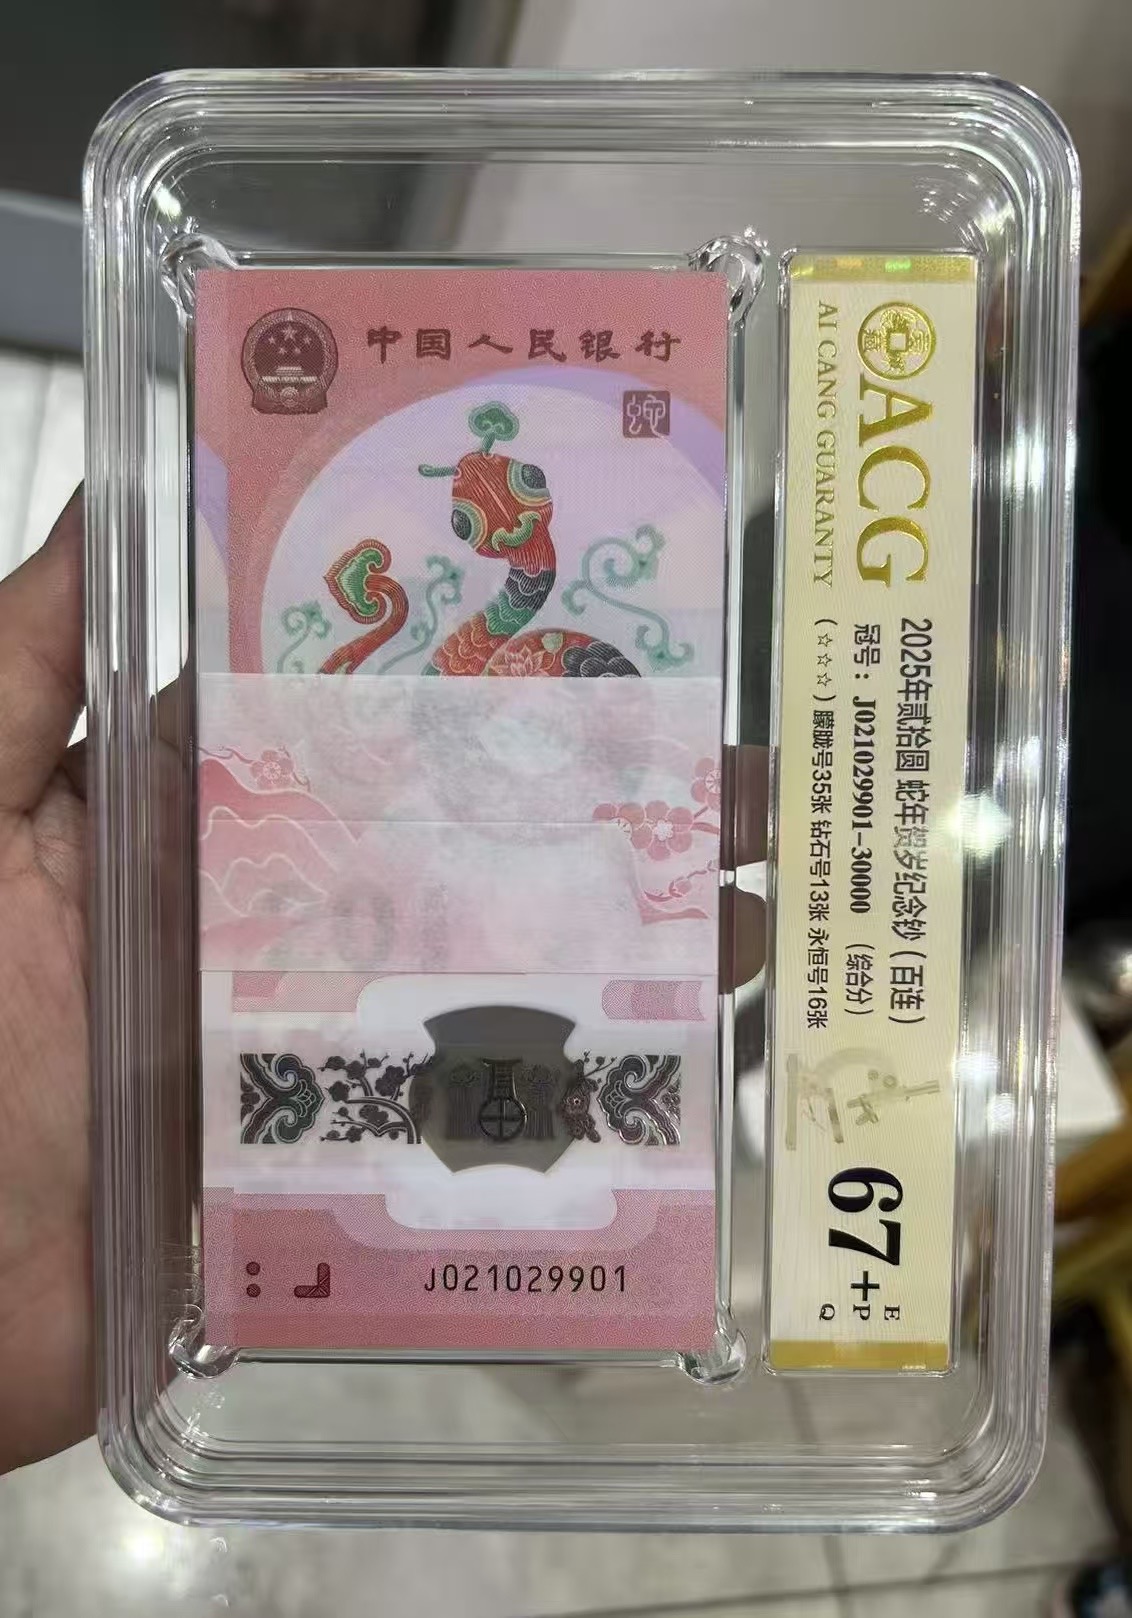 中国人民银行
蛇
J021029901
ACG
AI CANG GUARANTY
2025年贰拾圆 蛇年贺岁纪念钞（百连）
冠号：J021029901-30000 （综合分）
（☆☆☆）朦胧号35张 钻石号13张 永恒号16张
67+
E
P
Q